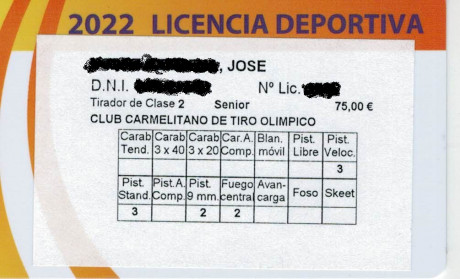 2022 LICENCIA DEPORTIVA
, JOSE
D.N.I. Nº Lic.
Tirador de Clase 2 Senior 75,00 €
CLUB CARMELITANO DE TIRO OLIMPICO
Carab Carab Carab Car.A. Blan. Pist. Pist.
Tend. 3 x 40 3 x 20 Comp. móvil Libre Veloc.
3
Pist. Pist.A. Pist. Fuego Avan- Foso Skeet
Stand. Comp. 9 mm. central carga
3 2 2